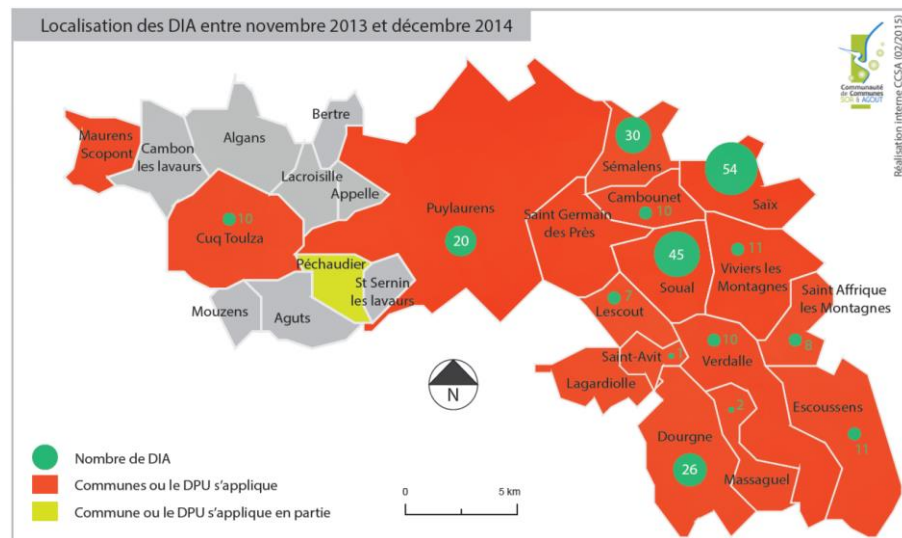 Localisation des DIA entre novembre 2013 et décembre 2014
Communauté
de Communes
SOR & AGOUT
Réalisation interne CCSA (02/2015)
Maurens
Scopont
Cambon
les lavaurs
Algans
Bertre
Lacroisille
Appelle
10
Cuq Toulza
Péchaudier
St Sernin
les lavaurs
Mouzens
Aguts
Puylaurens
20
Saint Germain
des Près
30
Sémalens
Cambounet
10
54
Saïx
45
Soual
11
Viviers les
Montagnes
Saint Affrique
les Montagnes
8
7
Lescout
Saint-Avit
1
10
Verdalle
Lagardiolle
2
Escoussens
11
Dourgne
26
Massaguel
N
Nombre de DIA
Communes ou le DPU s'applique
Commune ou le DPU s'applique en partie
0
5 km